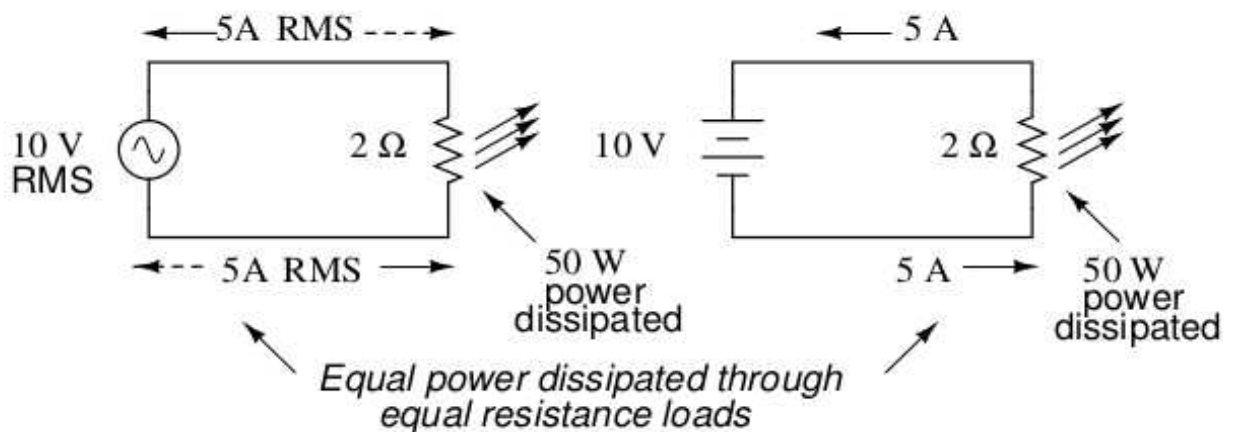 5A RMS
10 V
RMS
2 Ω
5A RMS
50 W
power
dissipated
5 A
10 V
2 Ω
5 A
50 W
power
dissipated
Equal power dissipated through
equal resistance loads